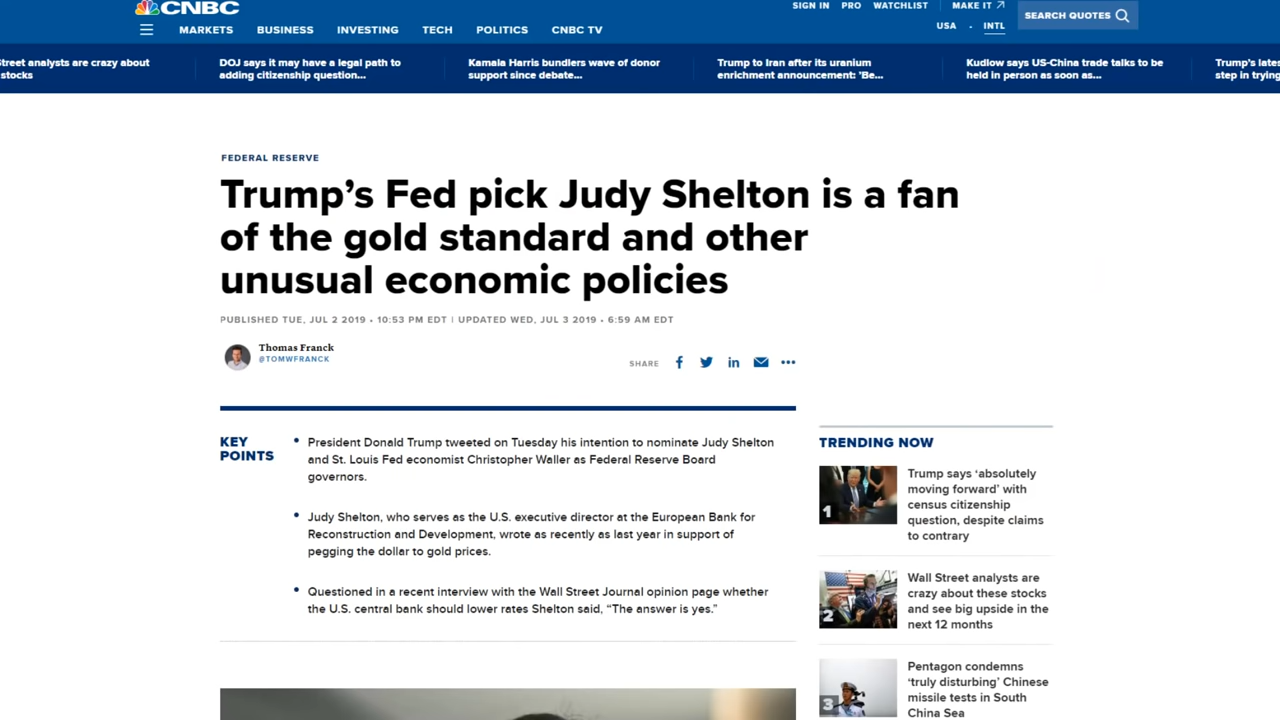 CNBC
SIGN IN PRO WATCHLIST MAKE IT
MARKETS BUSINESS INVESTING TECH POLITICS CNBC TV
USA · INTL
SEARCH QUOTES
Street analysts are crazy about
stocks
DOJ says it may have a legal path to
adding citizenship question...
Kamala Harris bundlers wave of donor
support since debate...
Trump to Iran after its uranium
enrichment announcement: 'Be...
Kudlow says US-China trade talks to be
held in person as soon as...
Trump's late
step in trying
FEDERAL RESERVE
Trump’s Fed pick Judy Shelton is a fan
of the gold standard and other
unusual economic policies
PUBLISHED TUE, JUL 2 2019 • 10:53 PM EDT | UPDATED WED, JUL 3 2019 • 6:59 AM EDT
Thomas Franck
@TOMWFRANCK
SHARE
KEY
POINTS
• President Donald Trump tweeted on Tuesday his intention to nominate Judy Shelton
and St. Louis Fed economist Christopher Waller as Federal Reserve Board
governors.
• Judy Shelton, who serves as the U.S. executive director at the European Bank for
Reconstruction and Development, wrote as recently as last year in support of
pegging the dollar to gold prices.
• Questioned in a recent interview with the Wall Street Journal opinion page whether
the U.S. central bank should lower rates Shelton said, “The answer is yes.”
TRENDING NOW
1
Trump says ‘absolutely
moving forward’ with
census citizenship
question, despite claims
to contrary
2
Wall Street analysts are
crazy about these stocks
and see big upside in the
next 12 months
3
Pentagon condemns
‘truly disturbing’ Chinese
missile tests in South
China Sea